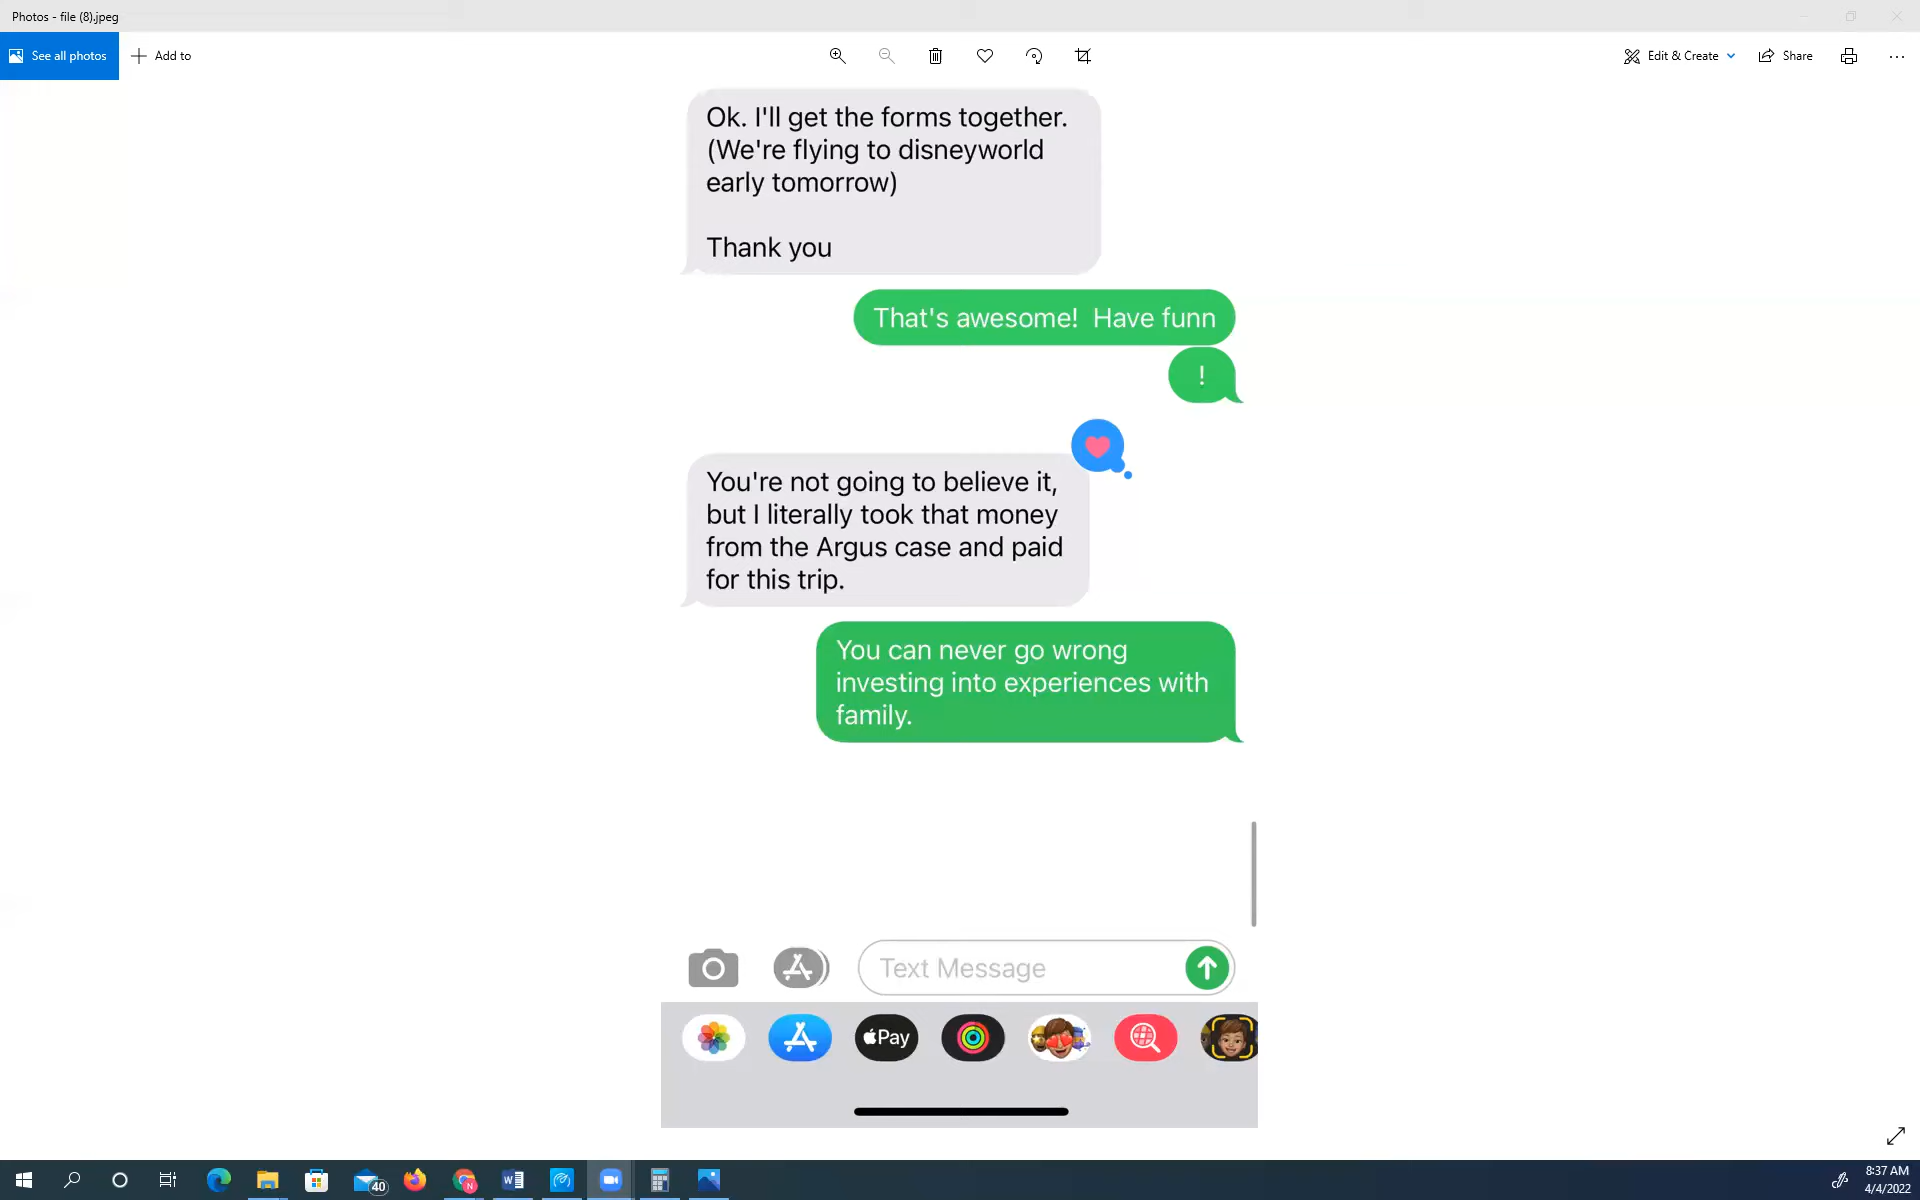 Photos - file (8).jpeg
See all photos
Add to
Edit & Create
Share
Ok. I'll get the forms together.
(We're flying to disneyworld
early tomorrow)
Thank you
That's awesome!  Have funn
!
You're not going to believe it,
but I literally took that money
from the Argus case and paid
for this trip.
You can never go wrong
investing into experiences with
family.
Text Message
Pay
40
N
W
8:37 AM
4/4/2022